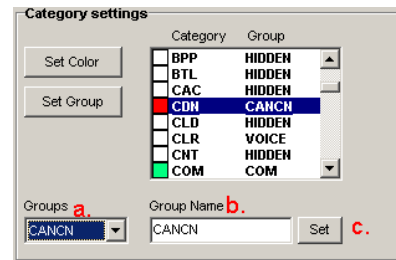 Category settings
Category Group
Set Color
Set Group
BPP HIDDEN
BTL HIDDEN
CAC HIDDEN
CDN CANCN
CLD HIDDEN
CLR VOICE
CNT HIDDEN
COM COM
Groups a. Group Name b.
CANCN CANCN Set c.